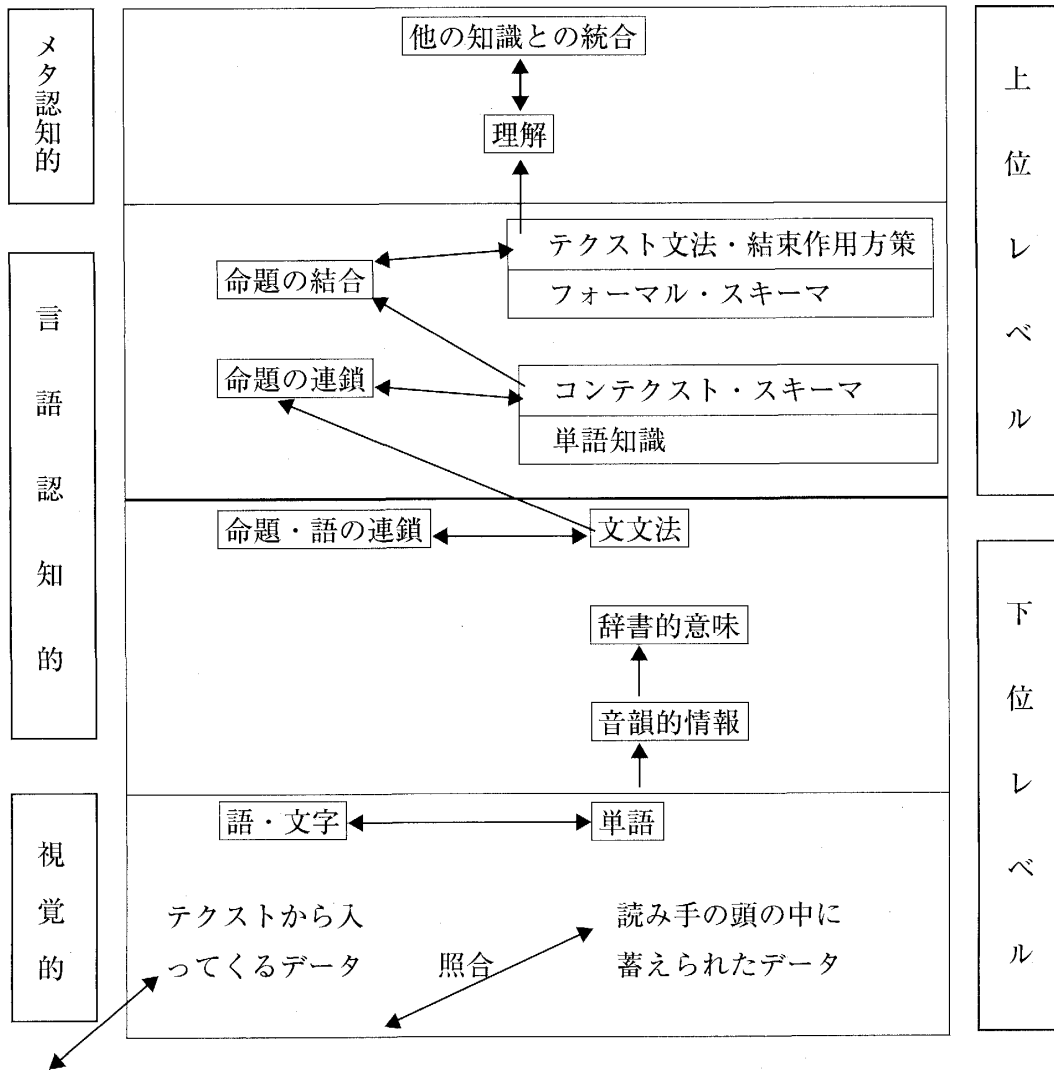 メタ認知的
他の知識との統合
理解
上位レベル
言語認知的
テクスト文法・結束作用方策
命題の結合
フォーマル・スキーマ
命題の連鎖
コンテクスト・スキーマ
単語知識
命題・語の連鎖
文文法
下位レベル
辞書的意味
音韻的情報
視覚的
語・文字
単語
テクストから入
ってくるデータ
照合
読み手の頭の中に
蓄えられたデータ